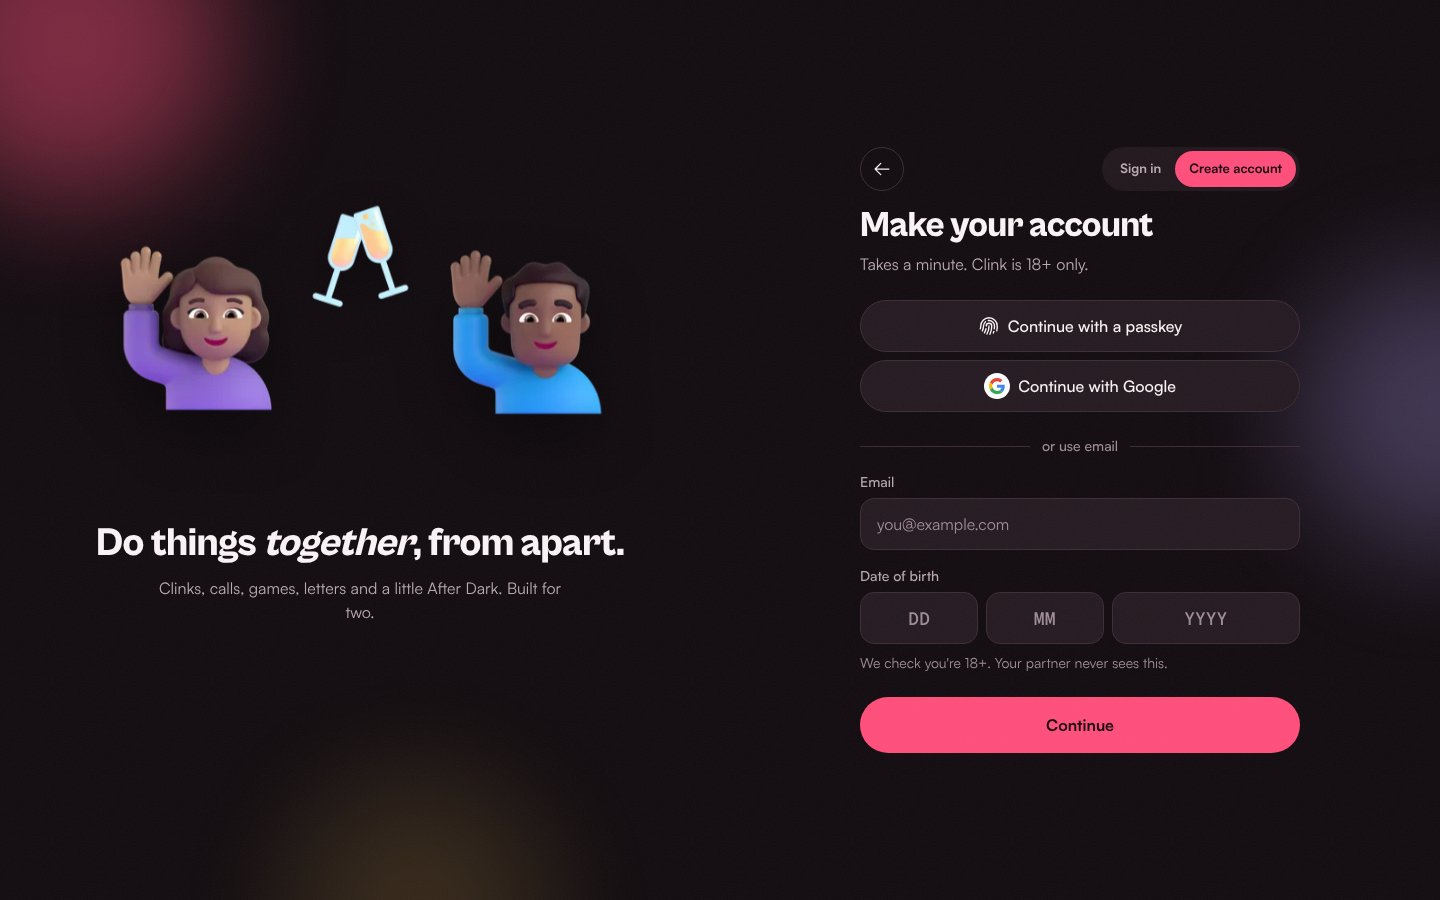 Do things together, from apart.
Clinks, calls, games, letters and a little After Dark. Built for
two.
Sign in
Create account
Make your account
Takes a minute. Clink is 18+ only.
Continue with a passkey
Continue with Google
or use email
Email
you@example.com
Date of birth
DD
MM
YYYY
We check you're 18+. Your partner never sees this.
Continue